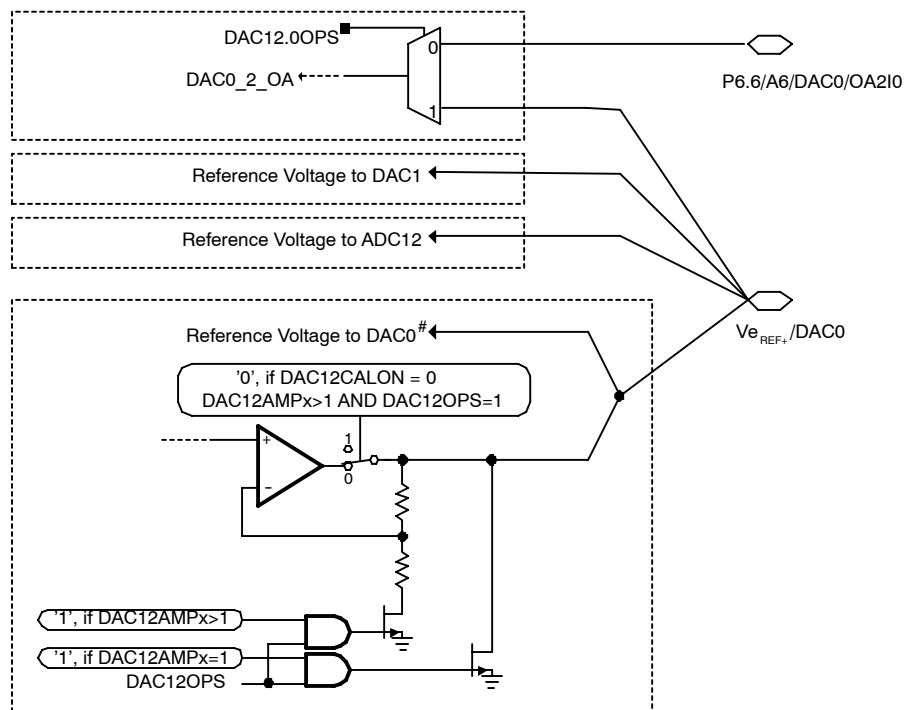 DAC12.0OPS
0
DAC0_2_OA
P6.6/A6/DAC0/OA2I0
1
Reference Voltage to DAC1
Reference Voltage to ADC12
Reference Voltage to DAC0#
VeREF+/DAC0
'0', if DAC12CALON = 0
DAC12AMPx>1 AND DAC12OPS=1
1
+
0
−
'1', if DAC12AMPx>1
'1', if DAC12AMPx=1
DAC12OPS